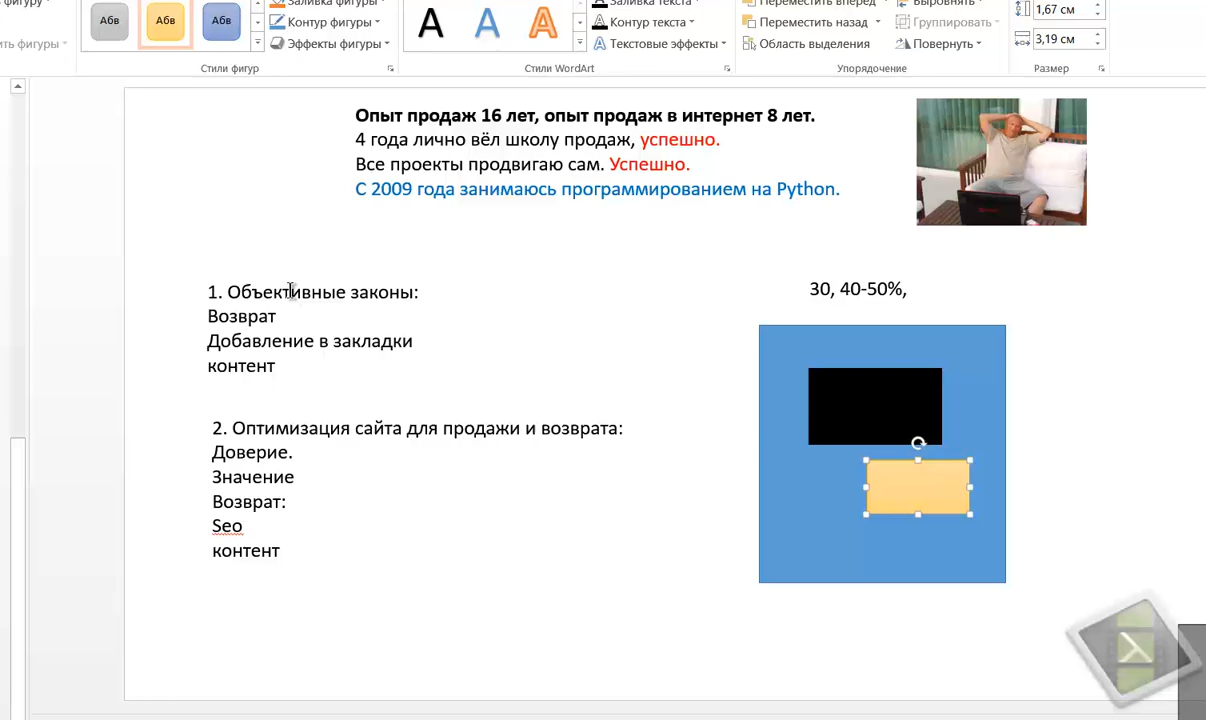 Абв
Абв
Абв
Заливка фигуры
Контур фигуры
Эффекты фигуры
Стили фигур
А
А
А
Заливка текста
Контур текста
Текстовые эффекты
Стили WordArt
Переместить вперед
Переместить назад
Область выделения
Выровнять
Группировать
Повернуть
Упорядочение
1,67 см
3,19 см
Размер
Опыт продаж 16 лет, опыт продаж в интернет 8 лет.
4 года лично вёл школу продаж, успешно.
Все проекты продвигаю сам. Успешно.
С 2009 года занимаюсь программированием на Python.
1. Объективные законы:
Возврат
Добавление в закладки
контент
30, 40-50%,
2. Оптимизация сайта для продажи и возврата:
Доверие.
Значение
Возврат:
Seo
контент